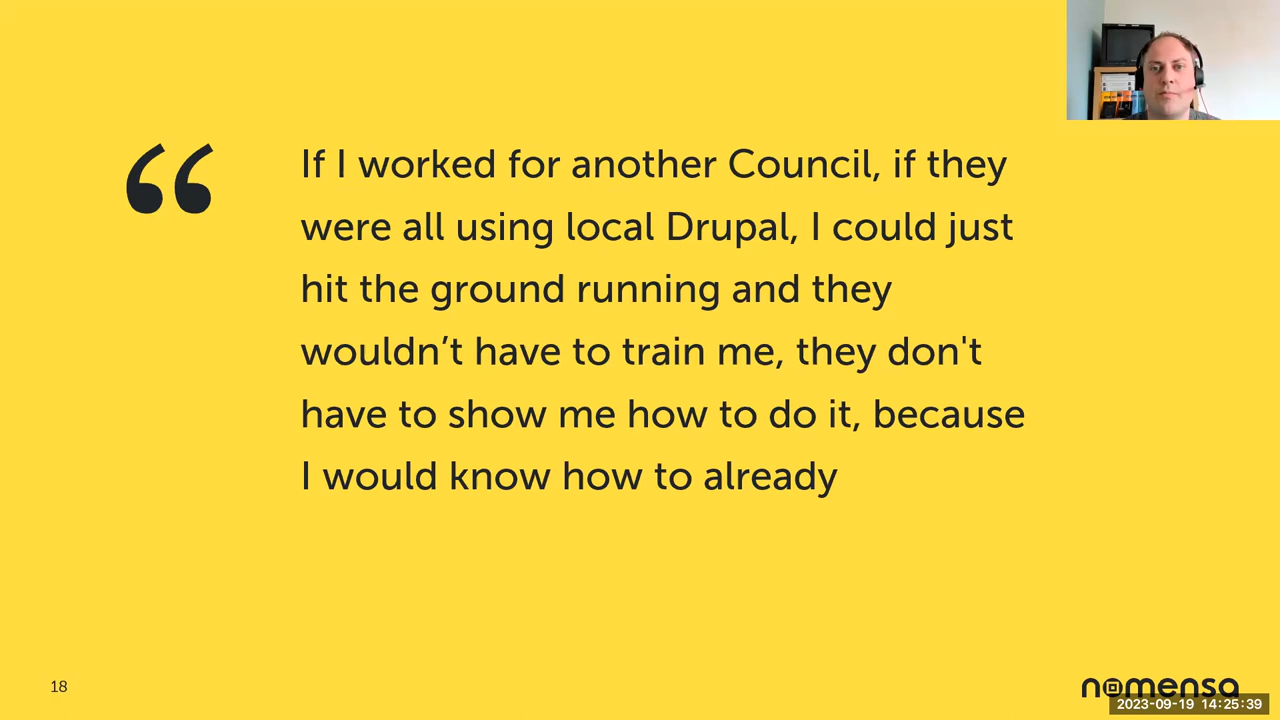 “
If I worked for another Council, if they
were all using local Drupal, I could just
hit the ground running and they
wouldn’t have to train me, they don't
have to show me how to do it, because
I would know how to already
18
nomensa
2023-09-19 14:25:39